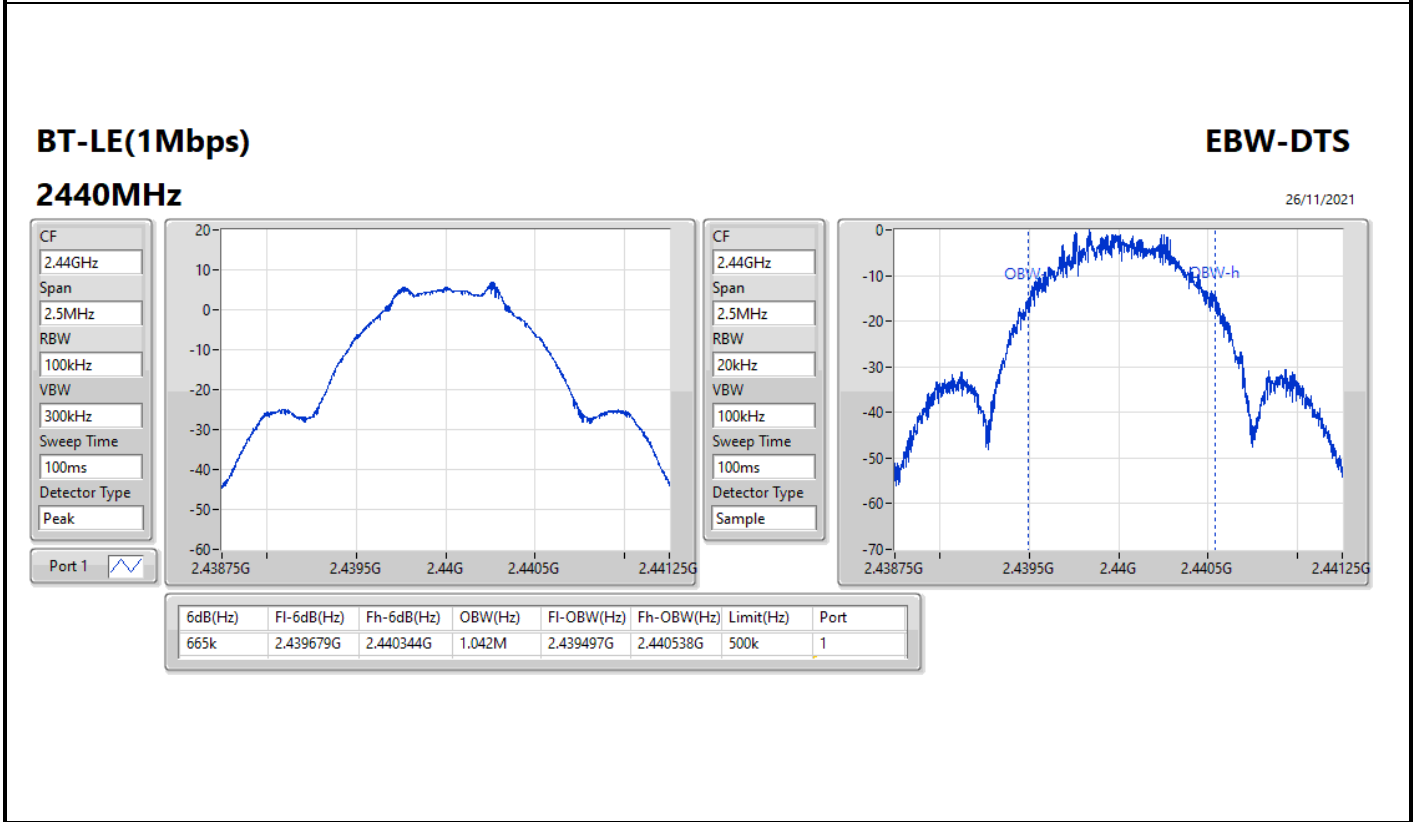 BT-LE(1Mbps)
EBW-DTS
2440MHz
26/11/2021
CF
2.44GHz
Span
2.5MHz
RBW
100kHz
VBW
300kHz
Sweep Time
100ms
Detector Type
Peak
Port 1
20
10
0
-10
-20
-30
-40
-50
-60
2.43875G 2.4395G 2.44G 2.4405G 2.44125G
CF
2.44GHz
Span
2.5MHz
RBW
20kHz
VBW
100kHz
Sweep Time
100ms
Detector Type
Sample
0
-10
-20
-30
-40
-50
-60
-70
OBW-h
2.43875G 2.4395G 2.44G 2.4405G 2.44125G
6dB(Hz) Fl-6dB(Hz) Fh-6dB(Hz) OBW(Hz) Fl-OBW(Hz) Fh-OBW(Hz) Limit(Hz) Port
665k 2.439679G 2.440344G 1.042M 2.439497G 2.440538G 500k 1